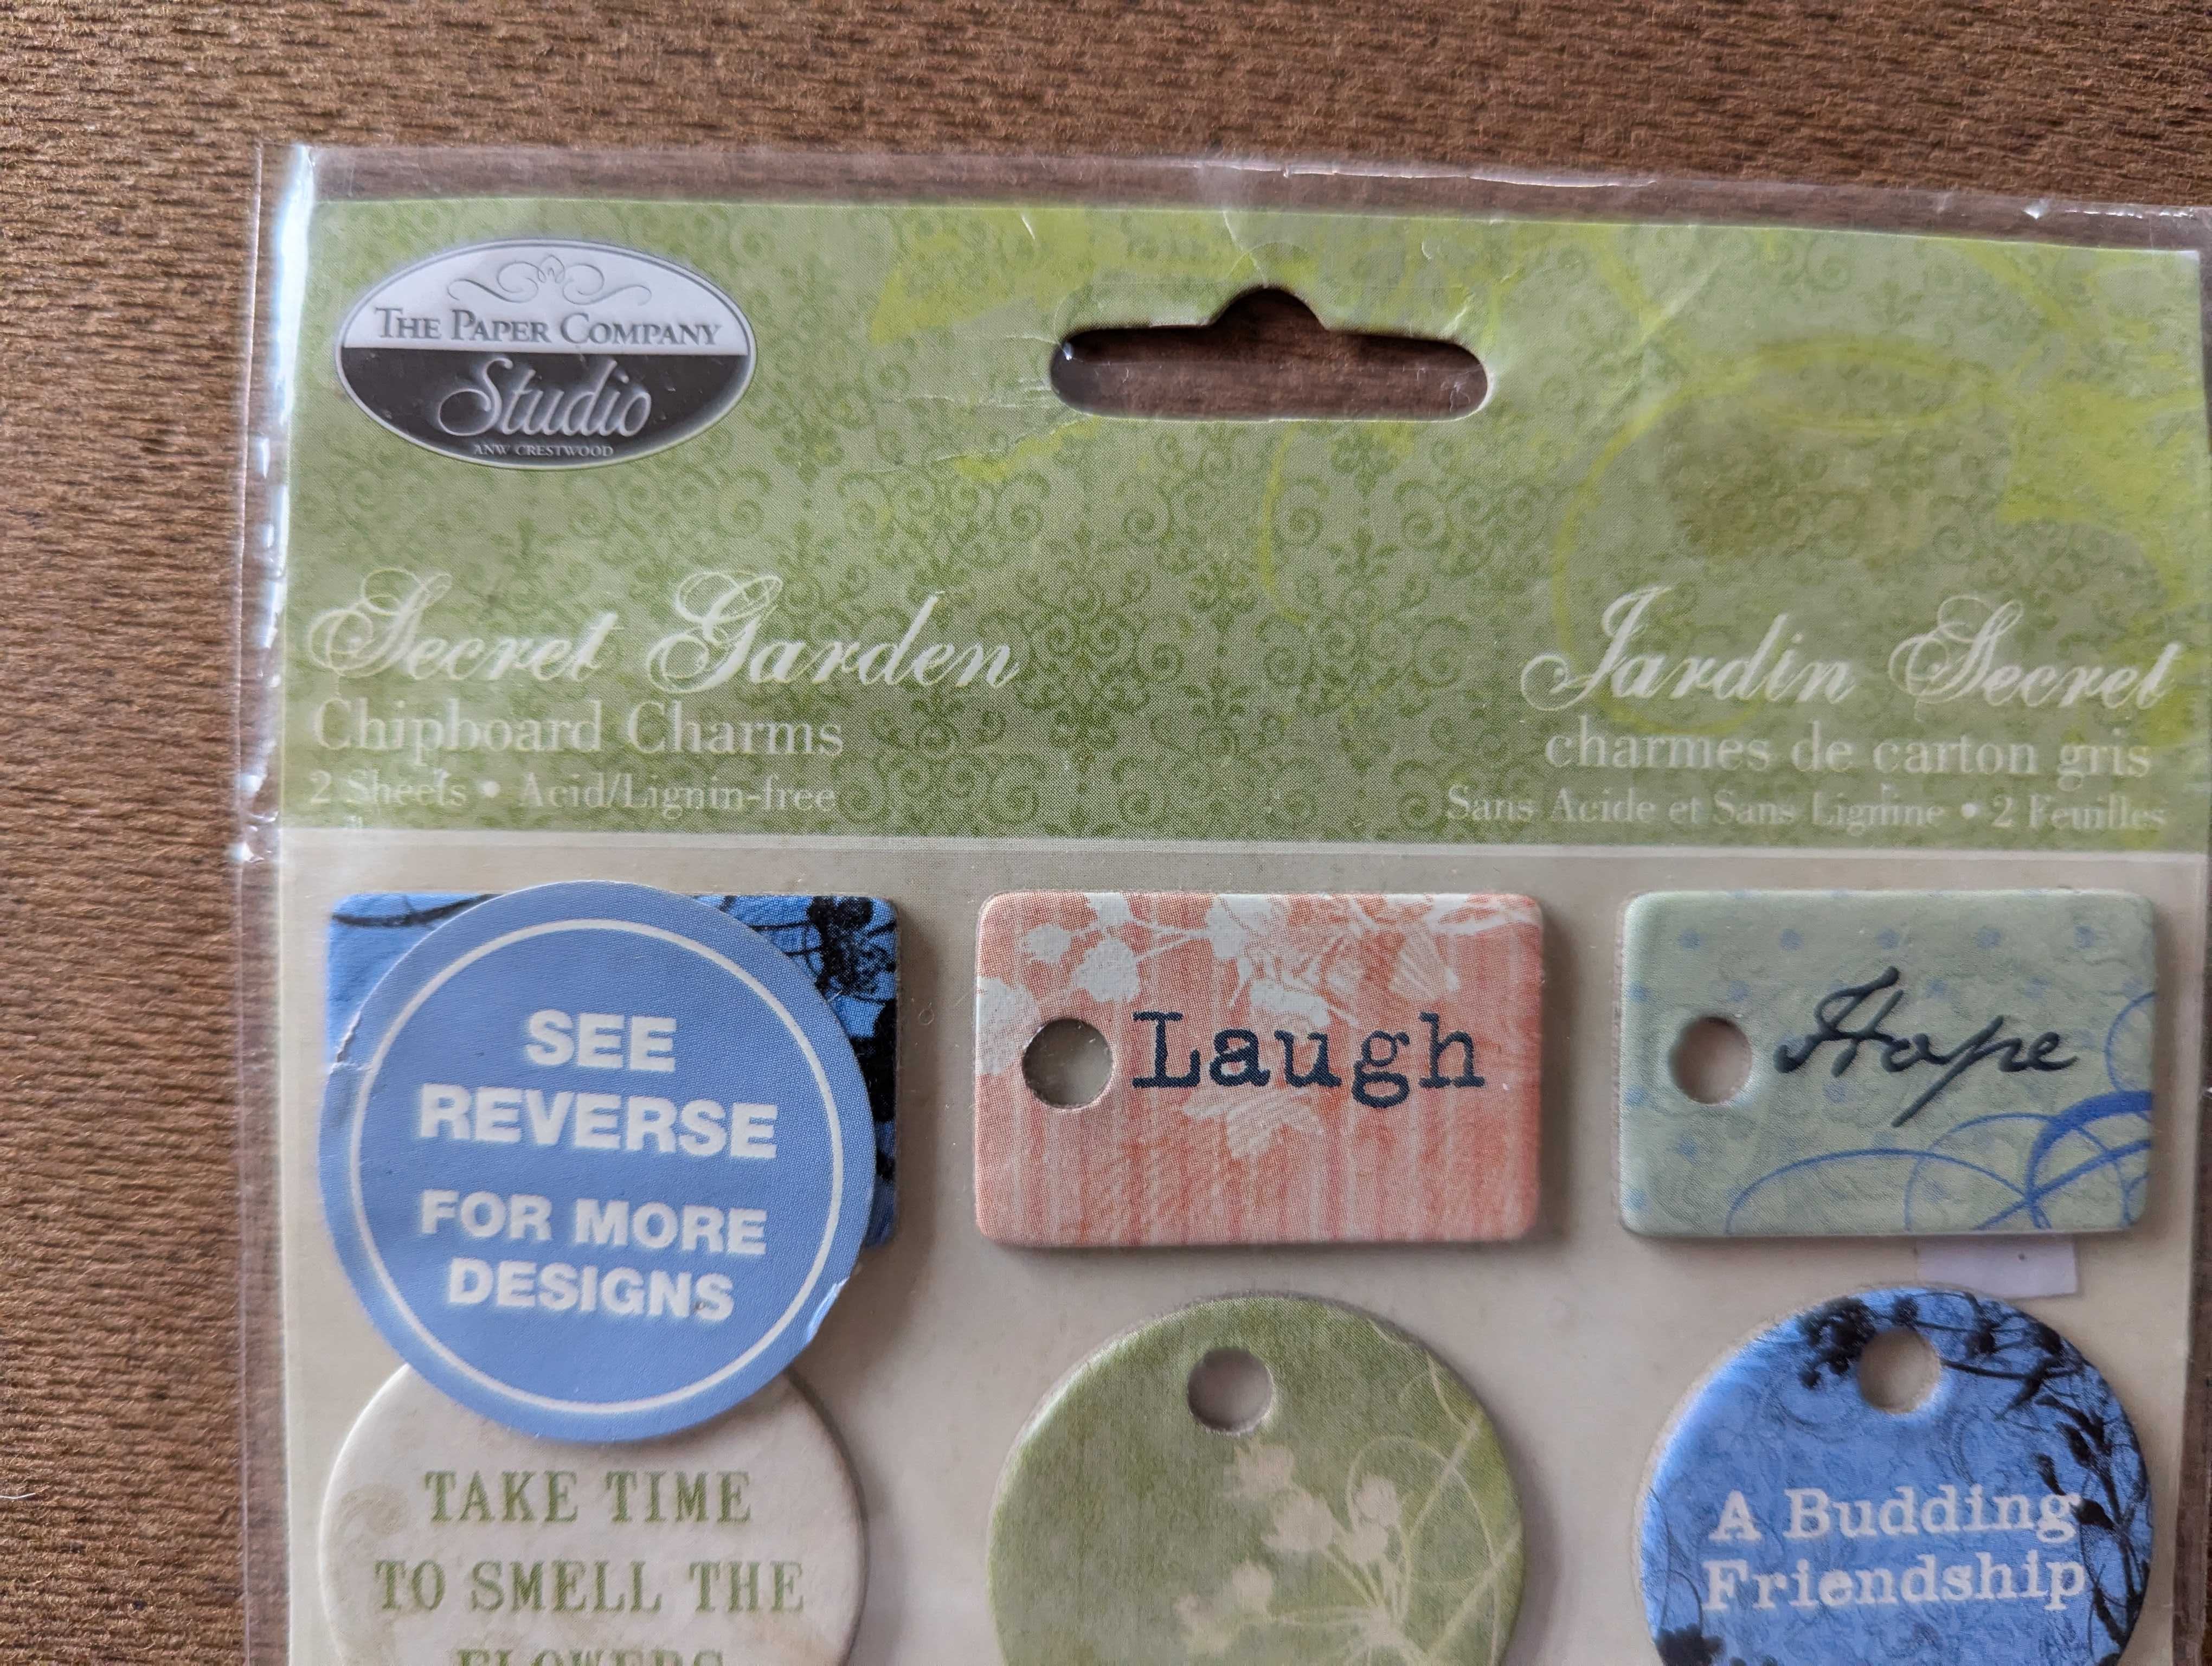 THE PAPER COMPANY
Studio
ANW CRESTWOOD
Secret Garden
Chipboard Charms
2 Sheets • Acid/Lignin-free
Jardin Secret
charmes de carton gris
Sans Acide et Sans Lignine • 2 Feuilles
SEE
REVERSE
FOR MORE
DESIGNS
Laugh
Hope
TAKE TIME
TO SMELL THE
FLOWERS
A Budding
Friendship